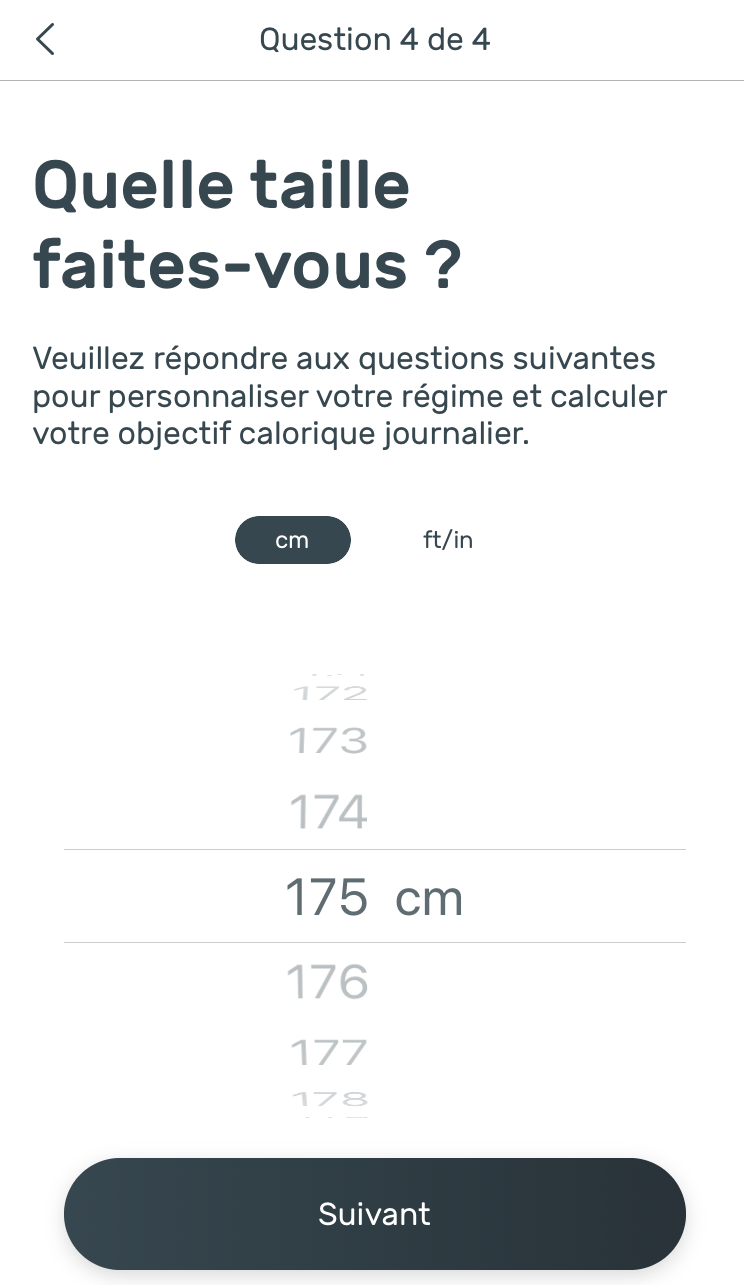 Question 4 de 4
Quelle taille
faites-vous ?
Veuillez répondre aux questions suivantes
pour personnaliser votre régime et calculer
votre objectif calorique journalier.
cm ft/in
172
173
174
175 cm
176
177
178
Suivant